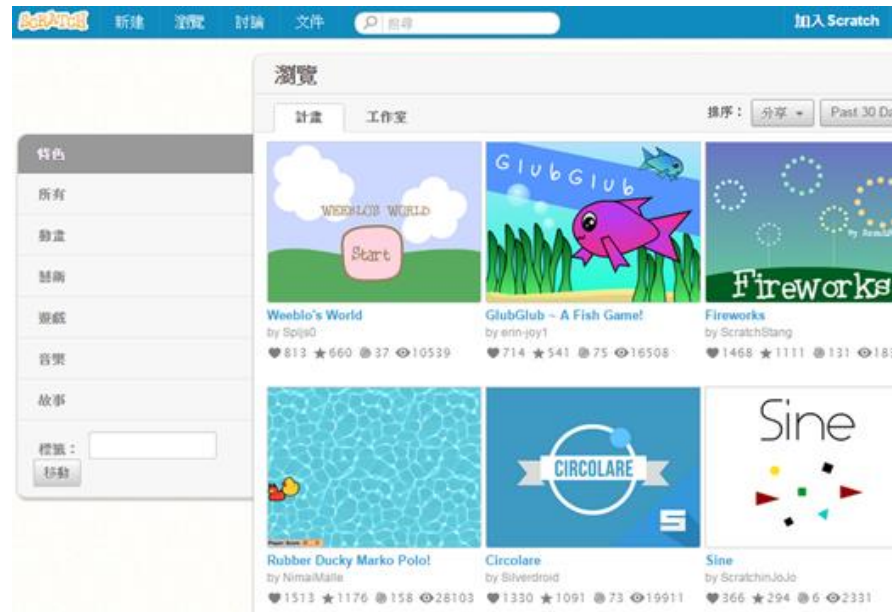 SCRATCH 新建 瀏覽 討論 文件 搜尋 加入 Scratch
瀏覽
計畫 工作室 排序： 分享 Past 30 Da
特色
所有
動畫
藝術
遊戲
音樂
故事
標籤：
移動
WEEBLO'S WORLD
Start
GlubGlub
Fireworks
Weeblo's World
by Spijs0
813 660 37 10539
GlubGlub ~ A Fish Game!
by erin-joy1
714 541 75 16508
Fireworks
by ScratchStang
1468 1111 131
CIRCOLARE
Sine
Rubber Ducky Marko Polo!
by NimaiMalle
1513 1176 158 28103
Circolare
by Silverdroid
1330 1091 73 19911
Sine
by ScratchinJoJo
366 294 6 2331